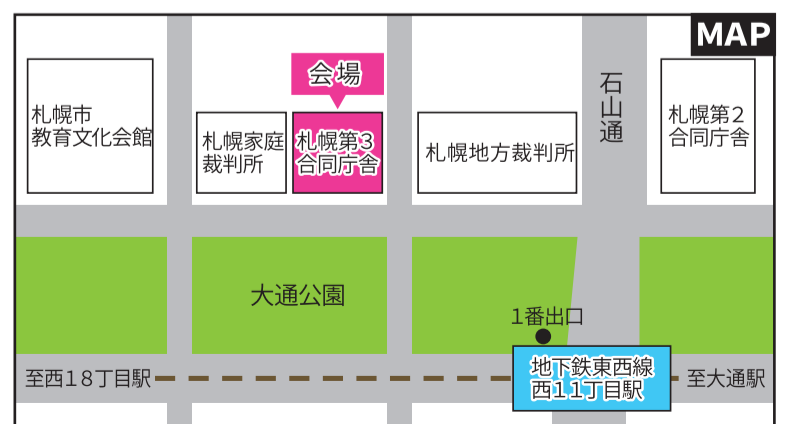 MAP
会場
札幌市
教育文化会館
札幌家庭
裁判所
札幌第３
合同庁舎
札幌地方裁判所
石山通
札幌第２
合同庁舎
大通公園
１番出口
至西１８丁目駅
地下鉄東西線
西１１丁目駅
至大通駅